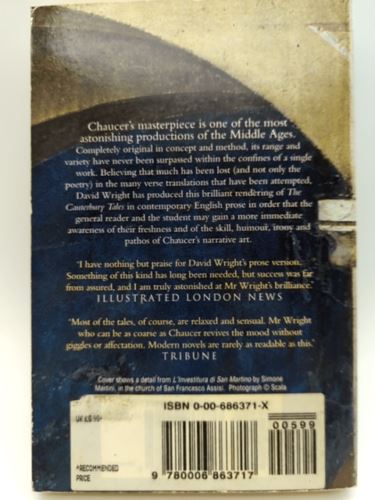 Chaucer's masterpiece is one of the most
astonishing productions of the Middle Ages.
Completely original in concept and method, its range and
variety have never been surpassed within the confines of a single
work. Believing that much has been lost (and not only the
poetry) in the many verse translations that have been attempted,
David Wright has produced this brilliant rendering of The
Canterbury Tales in contemporary English prose in order that the
general reader and the student may gain a more immediate
awareness of their freshness and of the skill, humour, irony and
pathos of Chaucer's narrative art.
'I have nothing but praise for David Wright's prose version.
Something of this kind has long been needed, but success was far
from assured, and I am truly astonished at Mr Wright's brilliance.'
ILLUSTRATED LONDON NEWS
'Most of the tales, of course, are relaxed and sensual. Mr Wright
who can be as coarse as Chaucer revives the mood without
giggles or affectation. Modern novels are rarely as readable as this.'
TRIBUNE
Cover shows a detail from L'Investitura di San Martino by Simone
Martini, in the church of San Francesco Assisi. Photograph © Scala
ISBN 0-00-686371-X
00599
*RECOMMENDED
PRICE
9 780006 863717